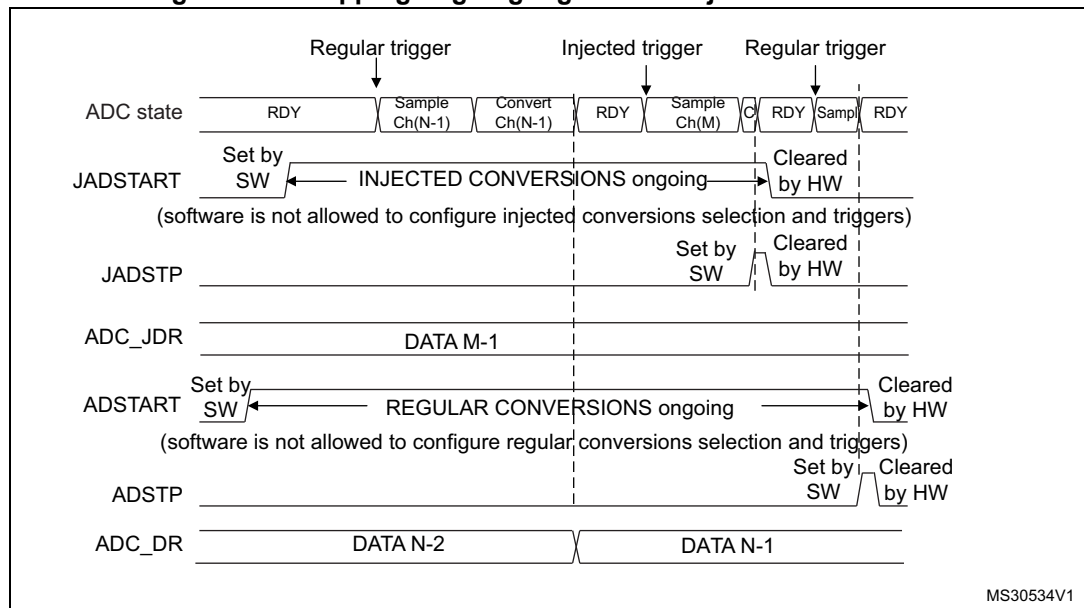 Regular trigger Injected trigger Regular trigger
ADC state RDY Sample Ch(N-1) Convert Ch(N-1) RDY Sample Ch(M) C RDY Sampl RDY
JADSTART Set by SW INJECTED CONVERSIONS ongoing Cleared by HW
(software is not allowed to configure injected conversions selection and triggers)
JADSTP Set by SW Cleared by HW
ADC_JDR DATA M-1
ADSTART Set by SW REGULAR CONVERSIONS ongoing Cleared by HW
(software is not allowed to configure regular conversions selection and triggers)
ADSTP Set by SW Cleared by HW
ADC_DR DATA N-2 DATA N-1
MS30534V1